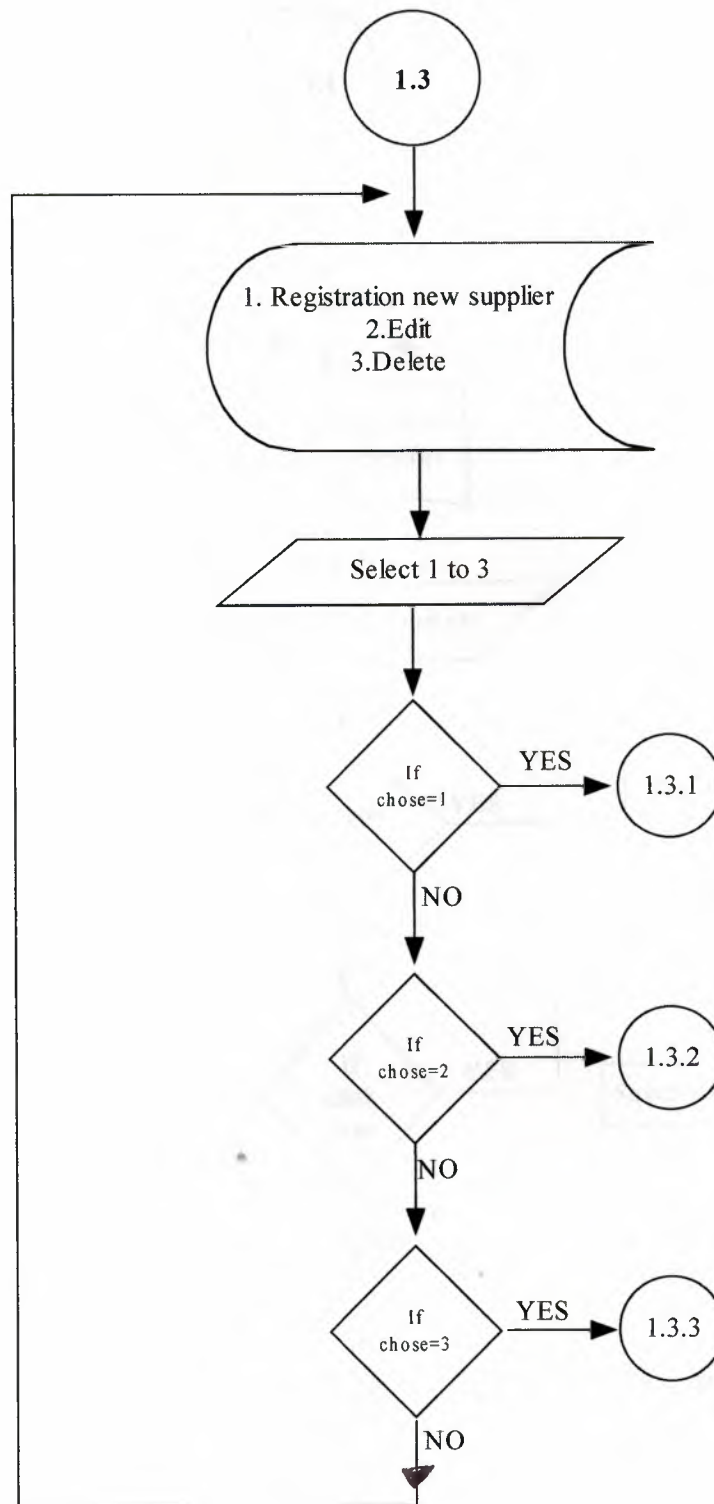 1.3
1. Registration new supplier
2.Edit
3.Delete
Select 1 to 3
If
chose=1
YES
1.3.1
NO
If
chose=2
YES
1.3.2
NO
If
chose=3
YES
1.3.3
NO